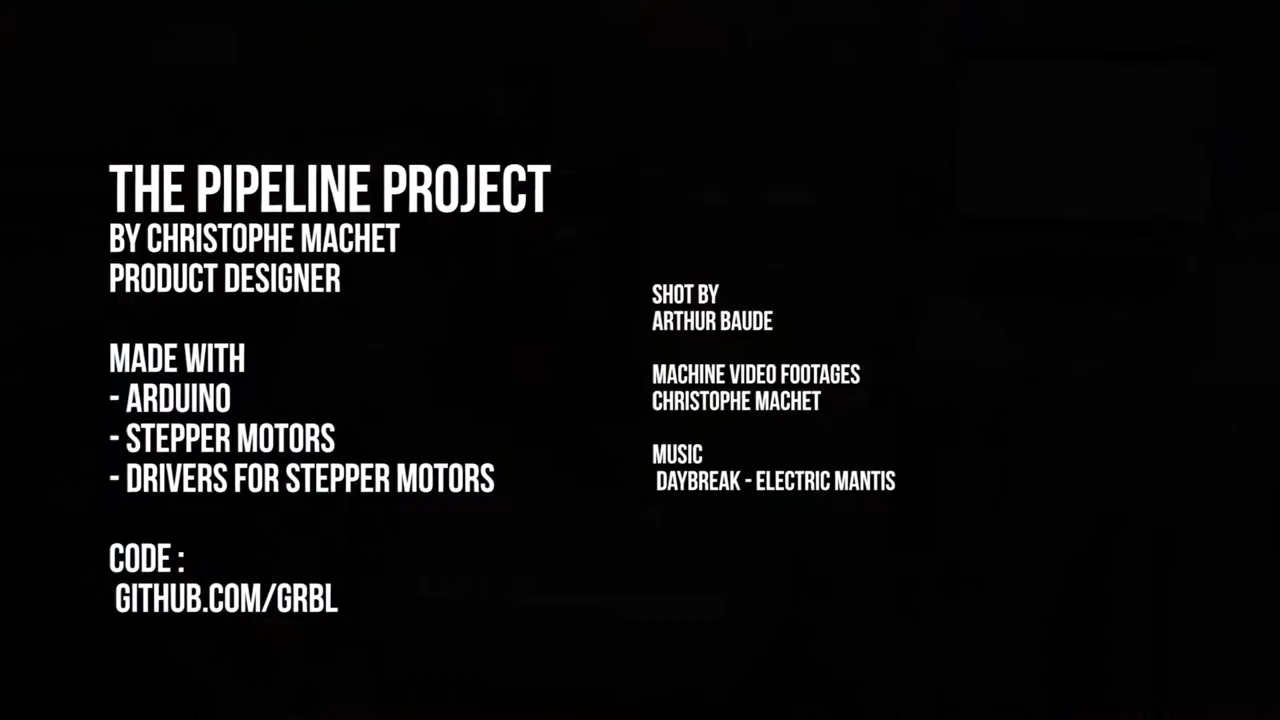 THE PIPELINE PROJECT
BY CHRISTOPHE MACHET
PRODUCT DESIGNER
MADE WITH
- ARDUINO
- STEPPER MOTORS
- DRIVERS FOR STEPPER MOTORS
CODE :
GITHUB.COM/GRBL
SHOT BY
ARTHUR BAUDE
MACHINE VIDEO FOOTAGES
CHRISTOPHE MACHET
MUSIC
DAYBREAK - ELECTRIC MANTIS